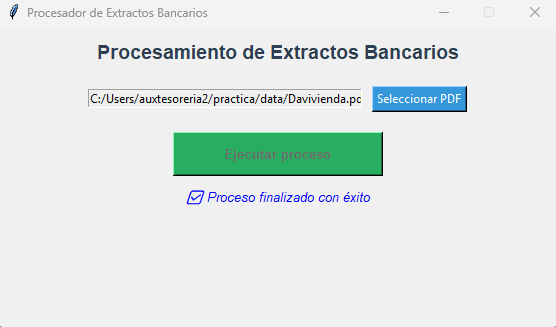 Procesador de Extractos Bancarios
Procesamiento de Extractos Bancarios
C:/Users/auxtesoreria2/practica/data/Davivienda.pd
Seleccionar PDF
Ejecutar proceso
Proceso finalizado con éxito